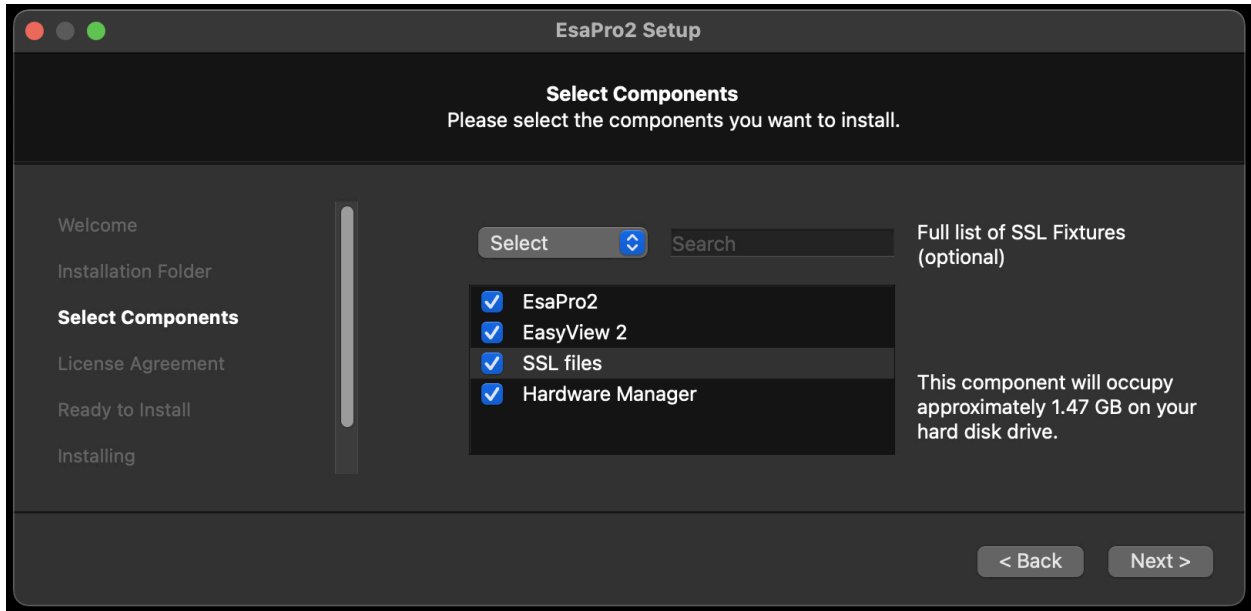 EsaPro2 Setup
Select Components
Please select the components you want to install.
Welcome
Installation Folder
Select Components
License Agreement
Ready to Install
Installing
Select
Search
EsaPro2
EasyView 2
SSL files
Hardware Manager
Full list of SSL Fixtures
(optional)
This component will occupy
approximately 1.47 GB on your
hard disk drive.
< Back
Next >